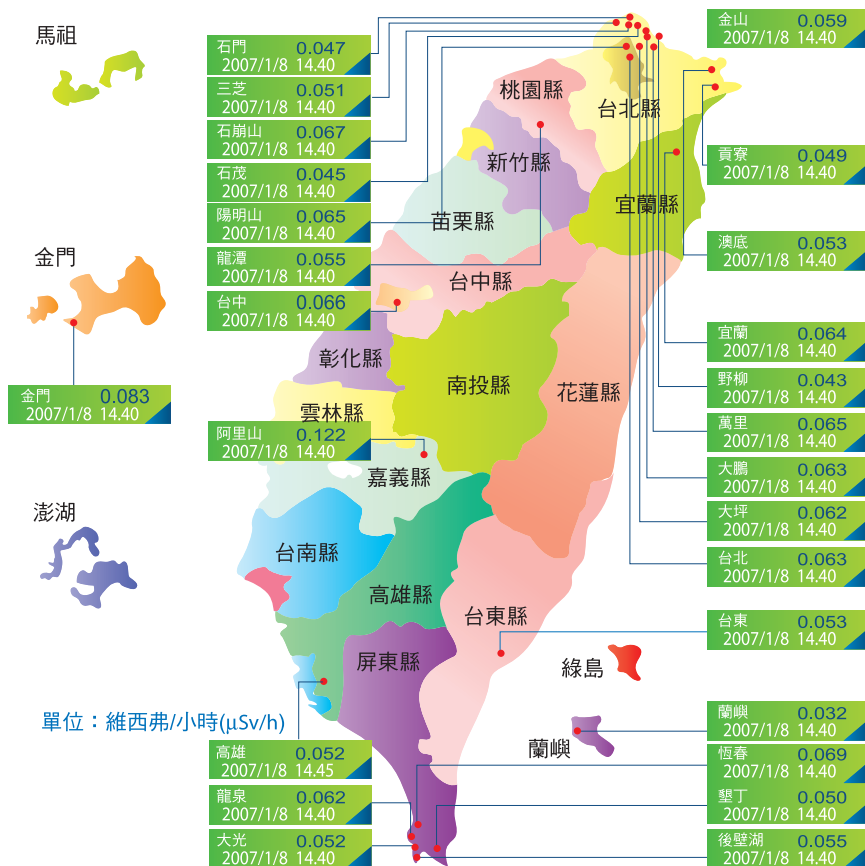 馬祖
石門 0.047
2007/1/8 14.40
三芝 0.051
2007/1/8 14.40
石崩山 0.067
2007/1/8 14.40
石茂 0.045
2007/1/8 14.40
陽明山 0.065
2007/1/8 14.40
龍潭 0.055
2007/1/8 14.40
台中 0.066
2007/1/8 14.40
金門
金門 0.083
2007/1/8 14.40
阿里山 0.122
2007/1/8 14.40
澎湖
桃園縣
台北縣
新竹縣
苗栗縣
宜蘭縣
台中縣
彰化縣
南投縣
花蓮縣
雲林縣
嘉義縣
台南縣
高雄縣
台東縣
屏東縣
綠島
蘭嶼
金山 0.059
2007/1/8 14.40
貢寮 0.049
2007/1/8 14.40
澳底 0.053
2007/1/8 14.40
宜蘭 0.064
2007/1/8 14.40
野柳 0.043
2007/1/8 14.40
萬里 0.065
2007/1/8 14.40
大鵬 0.063
2007/1/8 14.40
大坪 0.062
2007/1/8 14.40
台北 0.063
2007/1/8 14.40
台東 0.053
2007/1/8 14.40
蘭嶼 0.032
2007/1/8 14.40
恆春 0.069
2007/1/8 14.40
墾丁 0.050
2007/1/8 14.40
後壁湖 0.055
2007/1/8 14.40
單位：維西弗/小時(μSv/h)
高雄 0.052
2007/1/8 14.45
龍泉 0.062
2007/1/8 14.40
大光 0.052
2007/1/8 14.40